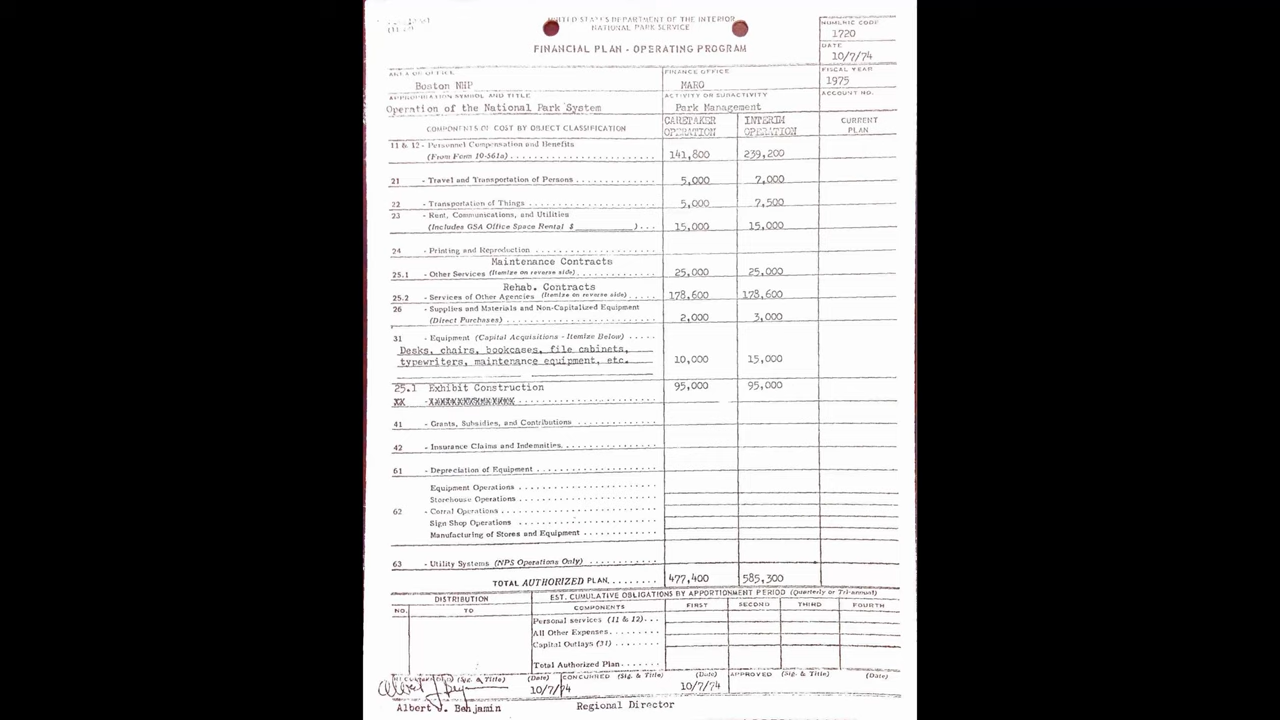 UNITED STATES DEPARTMENT OF THE INTERIOR
NATIONAL PARK SERVICE
FINANCIAL PLAN - OPERATING PROGRAM
NUMERIC CODE
1720
DATE
10/7/74
AREA OR OFFICE
Boston NHP
FINANCE OFFICE
MARO
FISCAL YEAR
1975
APPROPRIATION SYMBOL AND TITLE
Operation of the National Park System
ACTIVITY OR SUBACTIVITY
Park Management
ACCOUNT NO.
COMPONENTS OF COST BY OBJECT CLASSIFICATION
CARETAKER OPERATION
INTERIM OPERATION
CURRENT PLAN
11 & 12 - Personnel Compensation and Benefits
(From Form 10-561a) 141,800 239,200
21 - Travel and Transportation of Persons 5,000 7,000
22 - Transportation of Things 5,000 7,500
23 - Rent, Communications, and Utilities
(Includes GSA Office Space Rental $ ________) 15,000 15,000
24 - Printing and Reproduction
Maintenance Contracts
25.1 - Other Services (Itemize on reverse side) 25,000 25,000
Rehab. Contracts
25.2 - Services of Other Agencies (Itemize on reverse side) 178,600 178,600
26 - Supplies and Materials and Non-Capitalized Equipment
(Direct Purchases) 2,000 3,000
31 - Equipment (Capital Acquisitions - Itemize Below)
Desks, chairs, bookcases, file cabinets,
typewriters, maintenance equipment, etc. 10,000 15,000
25.1 Exhibit Construction 95,000 95,000
XX - XXXXXXXXXXXXXXX
41 - Grants, Subsidies, and Contributions
42 - Insurance Claims and Indemnities
61 - Depreciation of Equipment
Equipment Operations
Storehouse Operations
62 - Corral Operations
Sign Shop Operations
Manufacturing of Stores and Equipment
63 - Utility Systems (NPS Operations Only)
TOTAL AUTHORIZED PLAN 477,400 585,300
DISTRIBUTION
EST. CUMULATIVE OBLIGATIONS BY APPORTIONMENT PERIOD (Quarterly or Tri-annual)
NO. TO COMPONENTS FIRST SECOND THIRD FOURTH
Personal services (11 & 12)
All Other Expenses
Capital Outlays (31)
Total Authorized Plan
(Sig. & Title) (Date) CONCURRED (Sig. & Title) (Date) APPROVED (Sig. & Title) (Date)
10/7/74 10/7/74
Albert J. Benjamin Regional Director